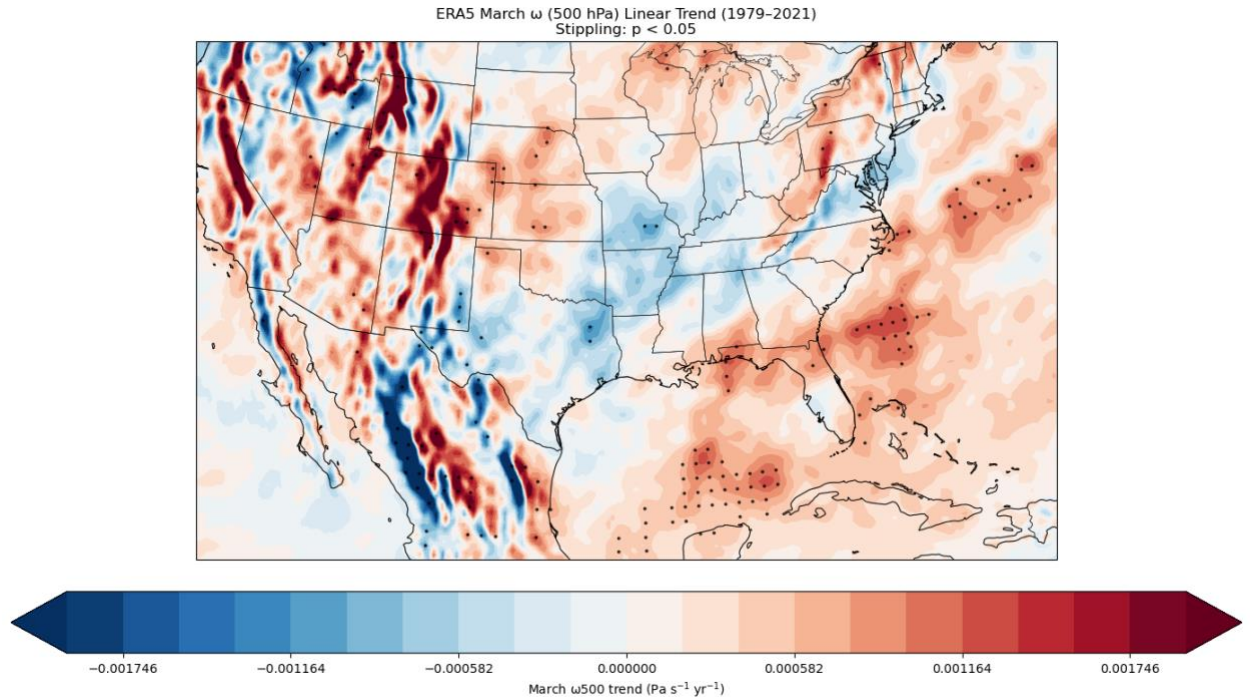 ERA5 March ω (500 hPa) Linear Trend (1979–2021)
Stippling: p < 0.05
−0.001746 −0.001164 −0.000582 0.000000 0.000582 0.001164 0.001746
March ω500 trend (Pa s⁻¹ yr⁻¹)